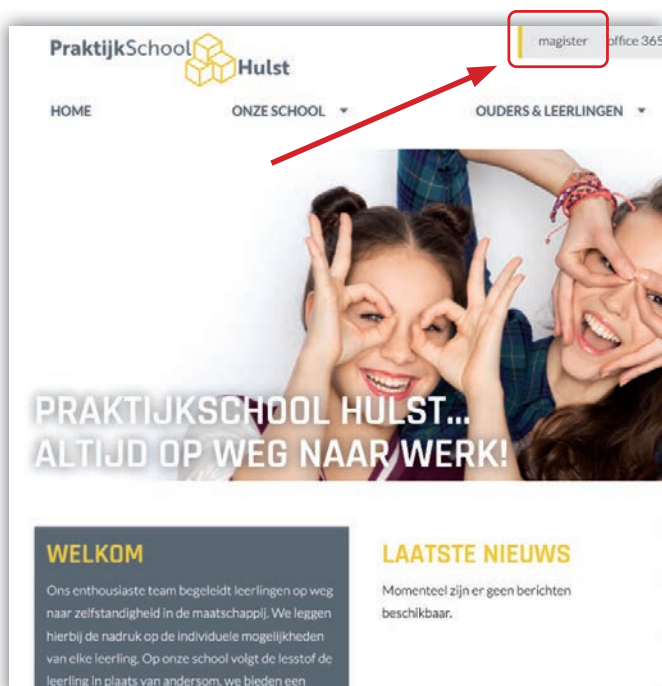 PraktijkSchool
Hulst
magister office 365
HOME ONZE SCHOOL OUDERS & LEERLINGEN
PRAKTIJKSCHOOL HULST...
ALTIJD OP WEG NAAR WERK!
WELKOM
Ons enthousiaste team begeleidt leerlingen op weg
naar zelfstandigheid in de maatschappij. We leggen
hierbij de nadruk op de individuele mogelijkheden
van elke leerling. Op onze school volgt de lesstof de
leerling in plaats van andersom, we bieden een
LAATSTE NIEUWS
Momenteel zijn er geen berichten
beschikbaar.